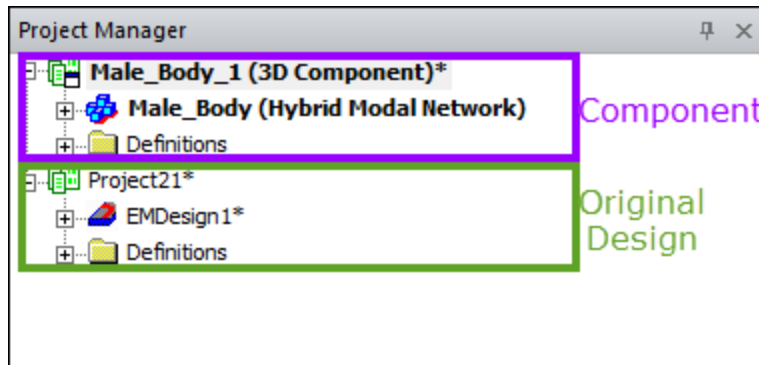 Project Manager
Male_Body_1 (3D Component)*
Male_Body (Hybrid Modal Network)
Definitions
Component
Project21*
EMDesign1*
Definitions
Original
Design